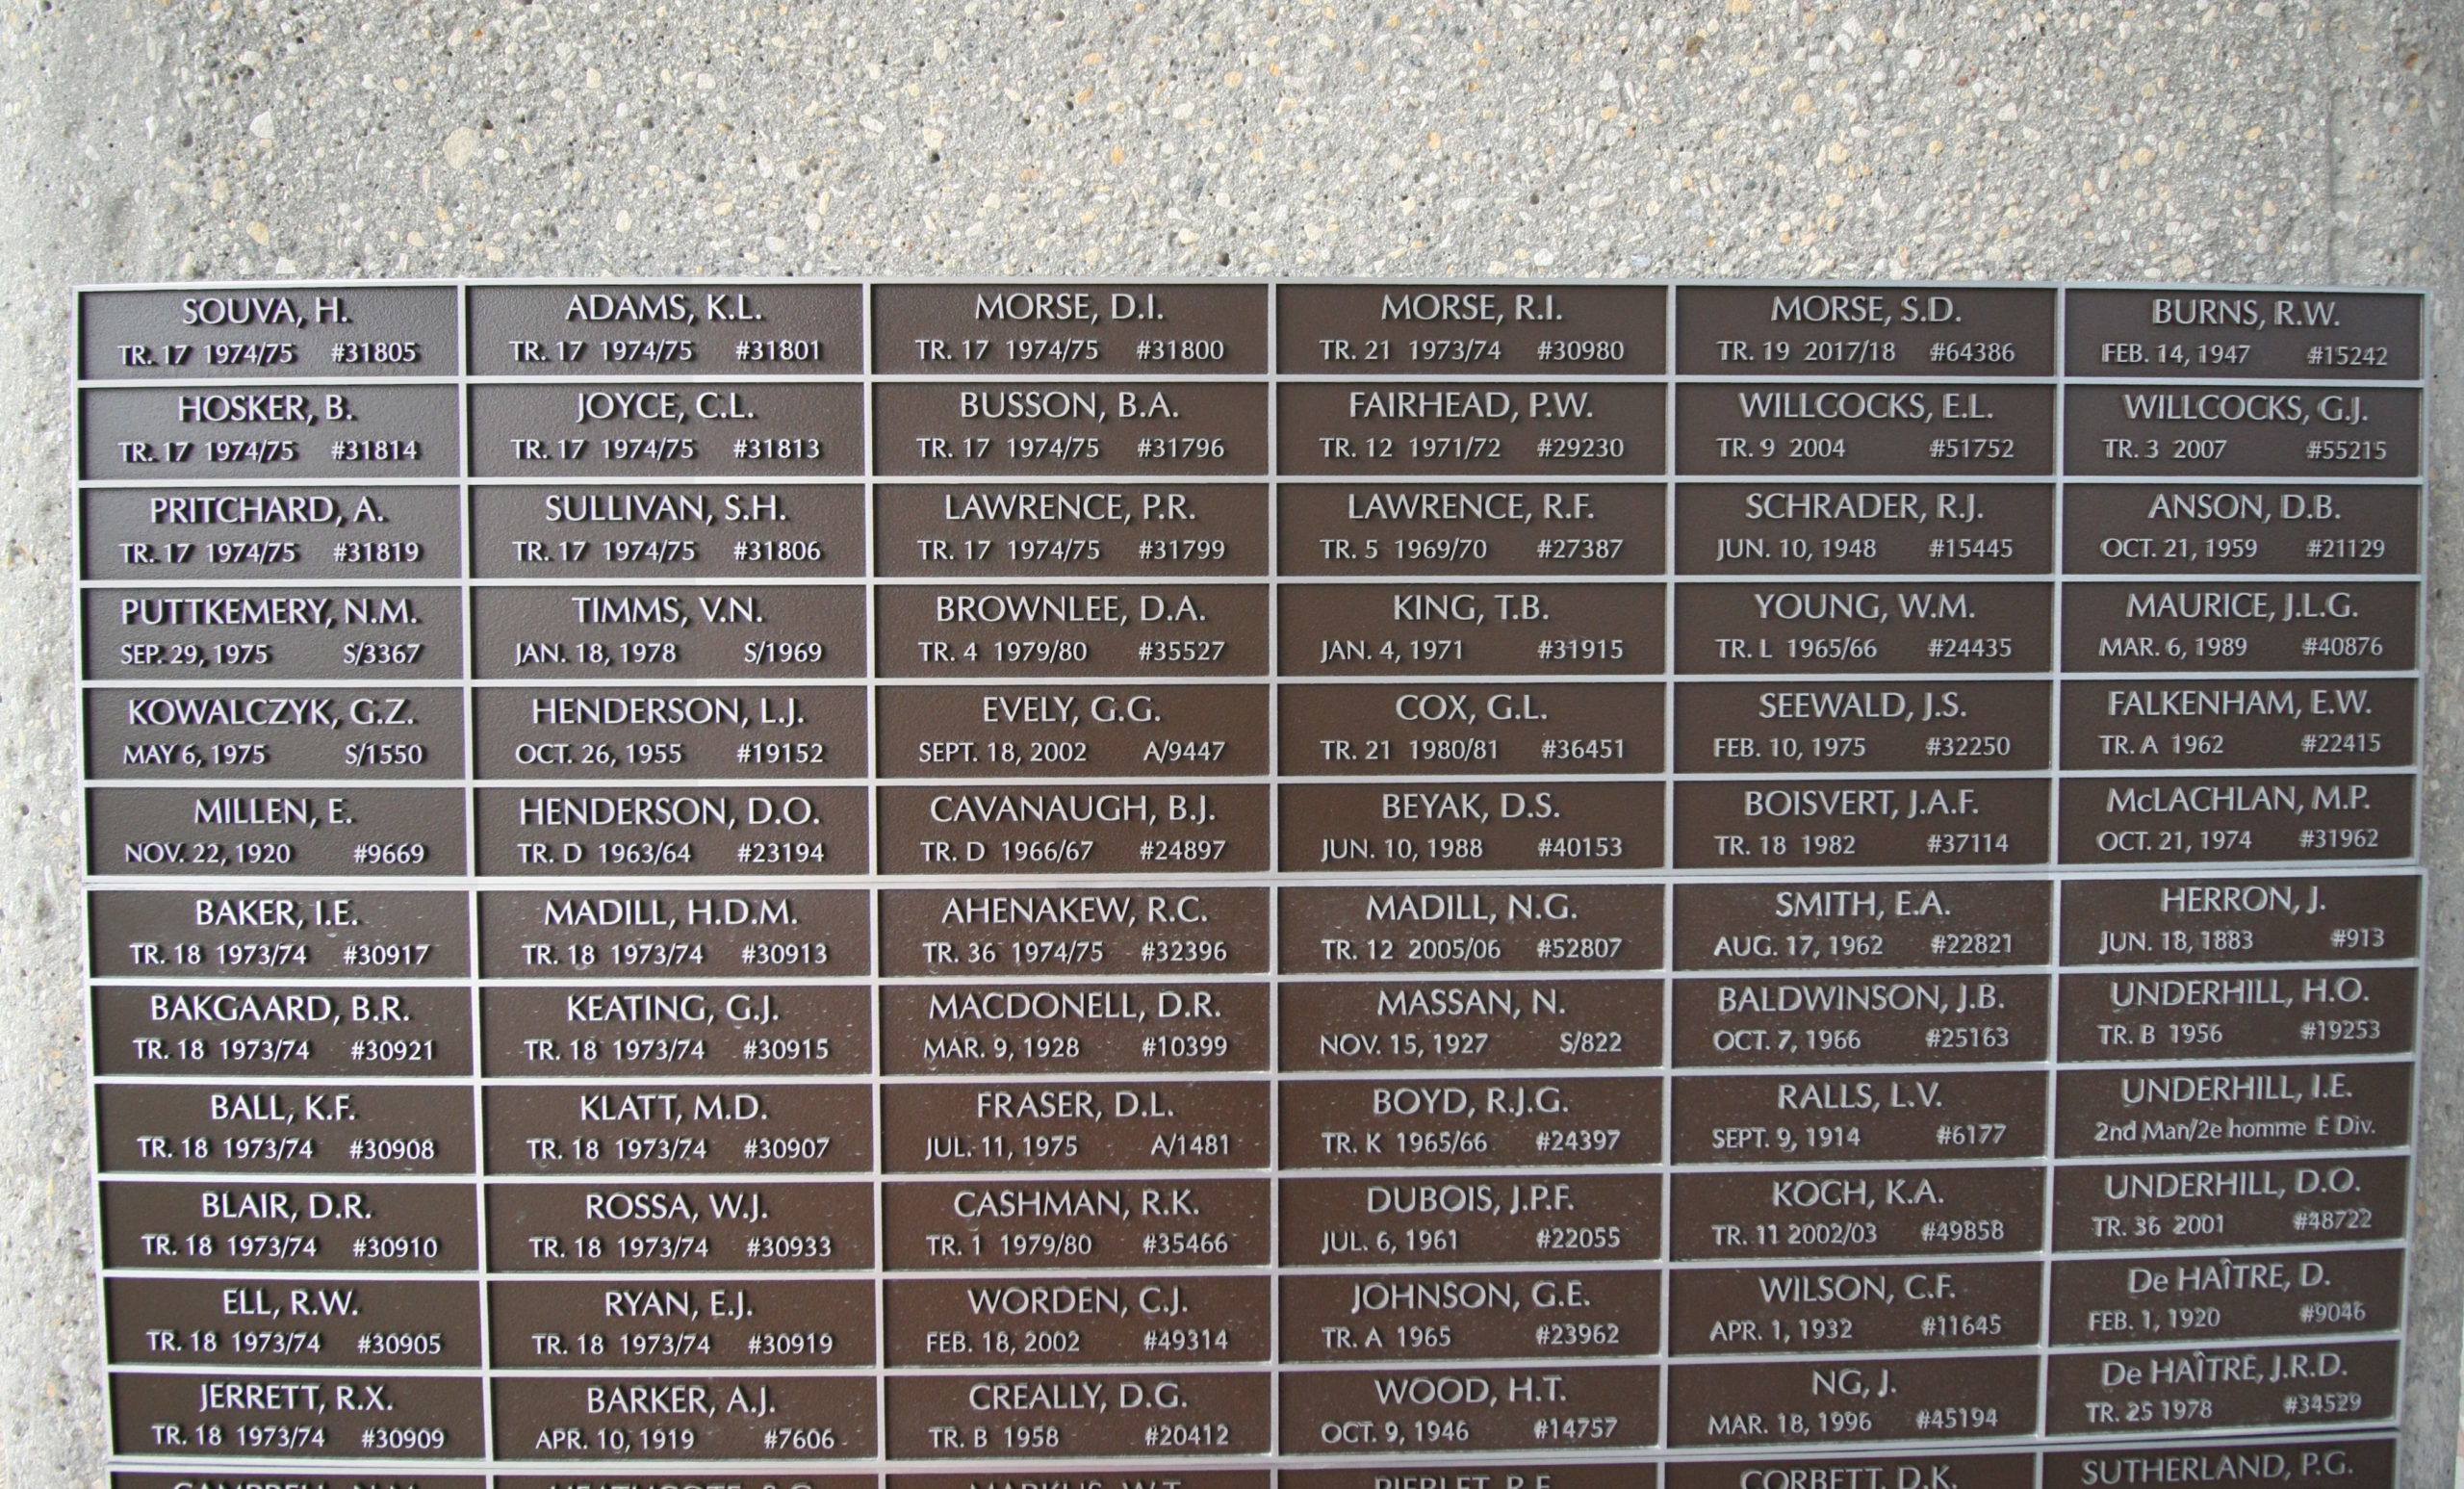 SOUVA, H.
TR. 17 1974/75 #31805
ADAMS, K.L.
TR. 17 1974/75 #31801
MORSE, D.I.
TR. 17 1974/75 #31800
MORSE, R.I.
TR. 21 1973/74 #30980
MORSE, S.D.
TR. 19 2017/18 #64386
BURNS, R.W.
FEB. 14, 1947 #15242
HOSKER, B.
TR. 17 1974/75 #31814
JOYCE, C.L.
TR. 17 1974/75 #31813
BUSSON, B.A.
TR. 17 1974/75 #31796
FAIRHEAD, P.W.
TR. 12 1971/72 #29230
WILLCOCKS, E.L.
TR. 9 2004 #51752
WILLCOCKS, G.J.
TR. 3 2007 #55215
PRITCHARD, A.
TR. 17 1974/75 #31819
SULLIVAN, S.H.
TR. 17 1974/75 #31806
LAWRENCE, P.R.
TR. 17 1974/75 #31799
LAWRENCE, R.F.
TR. 5 1969/70 #27387
SCHRADER, R.J.
JUN. 10, 1948 #15445
ANSON, D.B.
OCT. 21, 1959 #21129
PUTTKEMERY, N.M.
SEP. 29, 1975 S/3367
TIMMS, V.N.
JAN. 18, 1978 S/1969
BROWNLEE, D.A.
TR. 4 1979/80 #35527
KING, T.B.
JAN. 4, 1971 #31915
YOUNG, W.M.
TR. L 1965/66 #24435
MAURICE, J.L.G.
MAR. 6, 1989 #40876
KOWALCZYK, G.Z.
MAY 6, 1975 S/1550
HENDERSON, L.J.
OCT. 26, 1955 #19152
EVELY, G.G.
SEPT. 18, 2002 A/9447
COX, G.L.
TR. 21 1980/81 #36451
SEEWALD, J.S.
FEB. 10, 1975 #32250
FALKENHAM, E.W.
TR. A 1962 #22415
MILLEN, E.
NOV. 22, 1920 #9669
HENDERSON, D.O.
TR. D 1963/64 #23194
CAVANAUGH, B.J.
TR. D 1966/67 #24897
BEYAK, D.S.
JUN. 10, 1988 #40153
BOISVERT, J.A.F.
TR. 18 1982 #37114
McLACHLAN, M.P.
OCT. 21, 1974 #31962
BAKER, I.E.
TR. 18 1973/74 #30917
MADILL, H.D.M.
TR. 18 1973/74 #30913
AHENAKEW, R.C.
TR. 36 1974/75 #32396
MADILL, N.G.
TR. 12 2005/06 #52807
SMITH, E.A.
AUG. 17, 1962 #22821
HERRON, J.
JUN. 18, 1883 #913
BAKGAARD, B.R.
TR. 18 1973/74 #30921
KEATING, G.J.
TR. 18 1973/74 #30915
MACDONELL, D.R.
MAR. 9, 1928 #10399
MASSAN, N.
NOV. 15, 1927 S/822
BALDWINSON, J.B.
OCT. 7, 1966 #25163
UNDERHILL, H.O.
TR. B 1956 #19253
BALL, K.F.
TR. 18 1973/74 #30908
KLATT, M.D.
TR. 18 1973/74 #30907
FRASER, D.L.
JUL. 11, 1975 A/1481
BOYD, R.J.G.
TR. K 1965/66 #24397
RALLS, L.V.
SEPT. 9, 1914 #6177
UNDERHILL, I.E.
2nd Man/2e homme E Div.
BLAIR, D.R.
TR. 18 1973/74 #30910
ROSSA, W.J.
TR. 18 1973/74 #30933
CASHMAN, R.K.
TR. 1 1979/80 #35466
DUBOIS, J.P.F.
JUL. 6, 1961 #22055
KOCH, K.A.
TR. 11 2002/03 #49858
UNDERHILL, D.O.
TR. 36 2001 #48722
ELL, R.W.
TR. 18 1973/74 #30905
RYAN, E.J.
TR. 18 1973/74 #30919
WORDEN, C.J.
FEB. 18, 2002 #49314
JOHNSON, G.E.
TR. A 1965 #23962
WILSON, C.F.
APR. 1, 1932 #11645
De HAÎTRE, D.
FEB. 1, 1920 #9046
JERRETT, R.X.
TR. 18 1973/74 #30909
BARKER, A.J.
APR. 10, 1919 #7606
CREALLY, D.G.
TR. B 1958 #20412
WOOD, H.T.
OCT. 9, 1946 #14757
NG, J.
MAR. 18, 1996 #45194
De HAÎTRE, J.R.D.
TR. 25 1978 #34529
CORBETT, D.K.
SUTHERLAND, P.G.